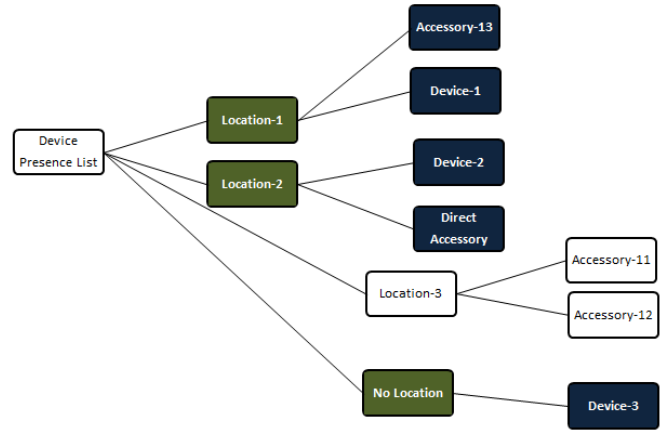 Accessory-13
Device-1
Location-1
Device
Presence List
Device-2
Location-2
Direct
Accessory
Accessory-11
Location-3
Accessory-12
No Location
Device-3